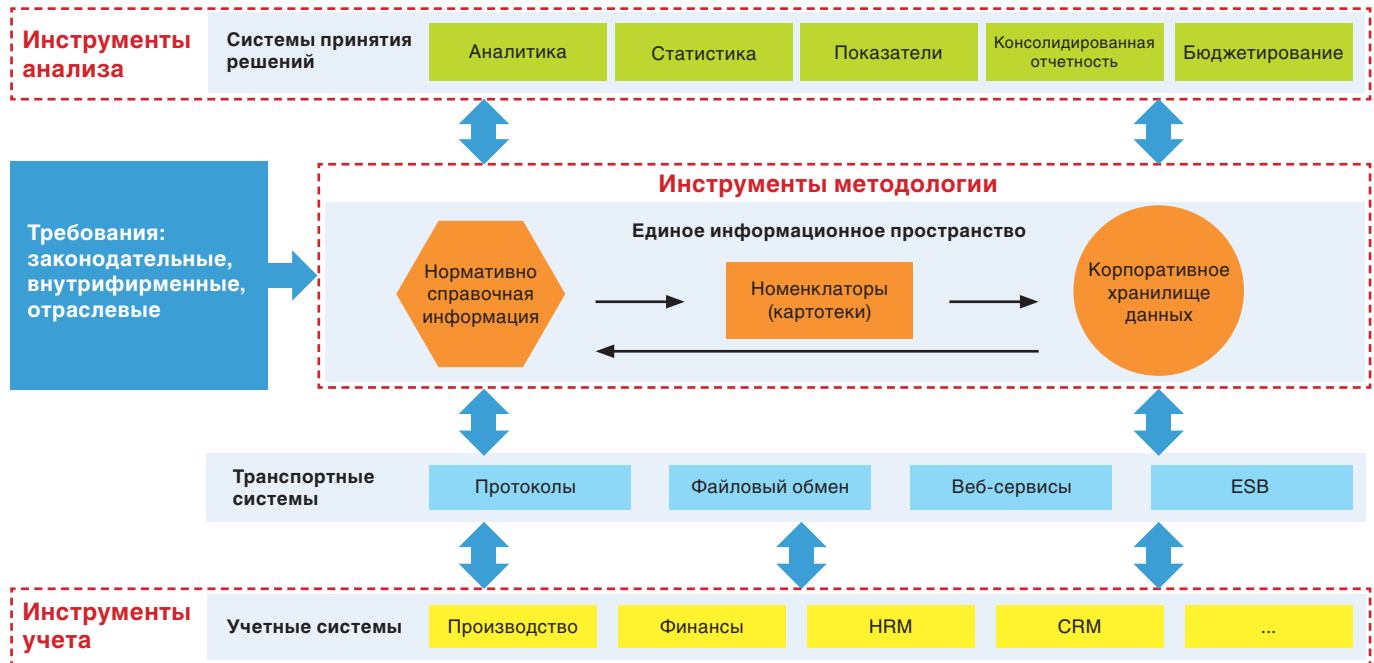 Инструменты
анализа
Системы принятия
решений
Аналитика
Статистика
Показатели
Консолидированная
отчетность
Бюджетирование
Требования:
законодательные,
внутрифирменные,
отраслевые
Инструменты методологии
Единое информационное пространство
Нормативно
справочная
информация
Номенклаторы
(картотеки)
Корпоративное
хранилище
данных
Транспортные
системы
Протоколы
Файловый обмен
Веб-сервисы
ESB
Инструменты
учета
Учетные системы
Производство
Финансы
HRM
CRM
...